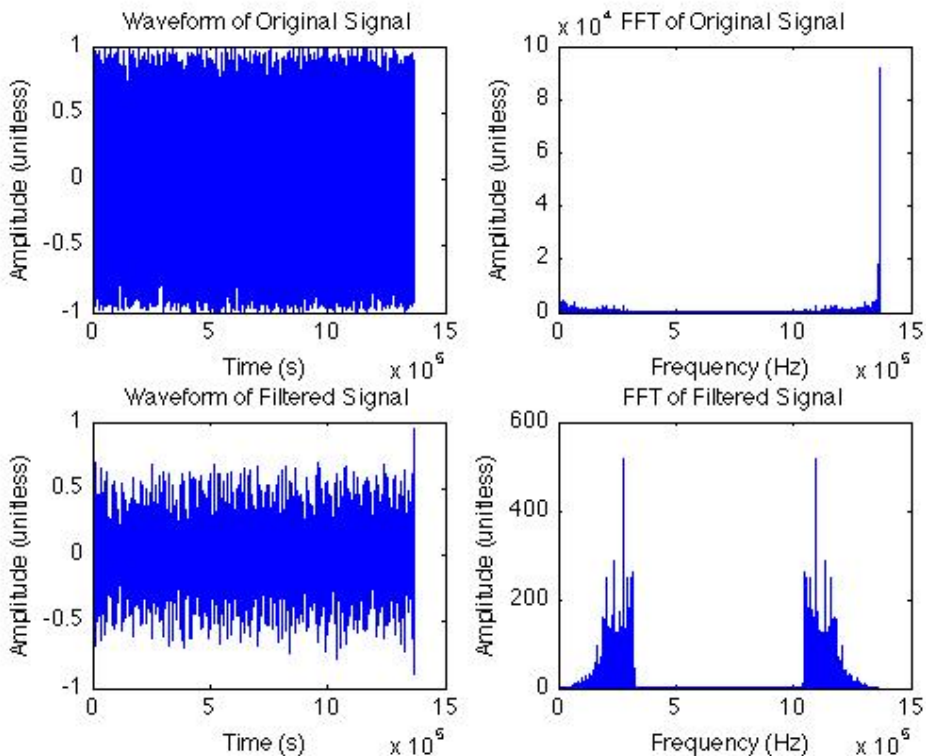 Waveform of Original Signal
1
0.5
0
-0.5
-1
Amplitude (unitless)
0 5 10 15
Time (s)
x 10⁵
x 10⁴ FFT of Original Signal
10
8
6
4
2
0
Amplitude (unitless)
0 5 10 15
Frequency (Hz)
x 10⁵
Waveform of Filtered Signal
1
0.5
0
-0.5
-1
Amplitude (unitless)
0 5 10 15
Time (s)
x 10⁵
FFT of Filtered Signal
600
400
200
0
Amplitude (unitless)
0 5 10 15
Frequency (Hz)
x 10⁵